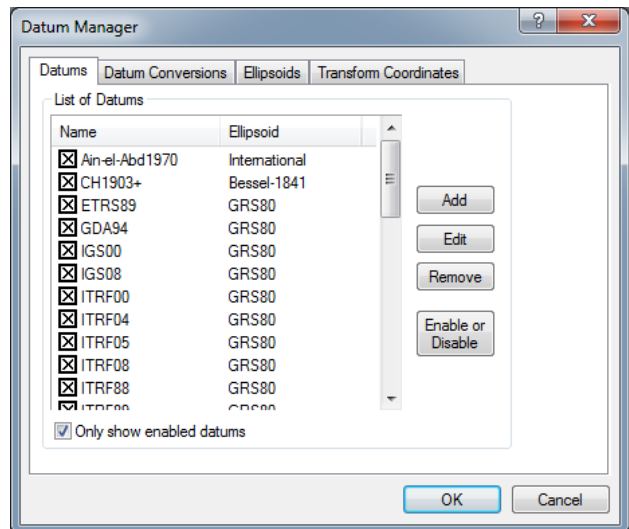 Datum Manager
Datums Datum Conversions Ellipsoids Transform Coordinates
List of Datums
Name Ellipsoid
Ain-el-Abd1970 International
CH1903+ Bessel-1841
ETRS89 GRS80
GDA94 GRS80
IGS00 GRS80
IGS08 GRS80
ITRF00 GRS80
ITRF04 GRS80
ITRF05 GRS80
ITRF08 GRS80
ITRF88 GRS80
ITRF89 GRS80
Add
Edit
Remove
Enable or
Disable
Only show enabled datums
OK Cancel